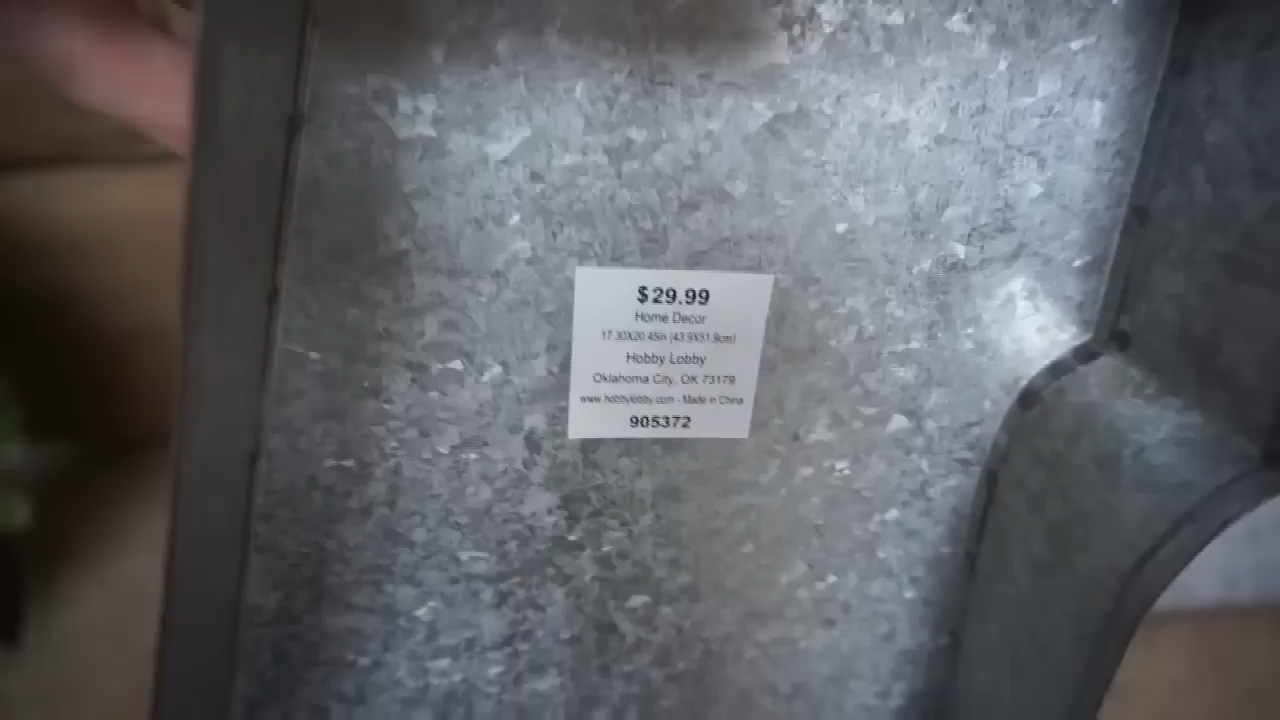 $29.99
Home Decor
17.30X20.45in (43.9X51.9cm)
Hobby Lobby
Oklahoma City, OK 73179
www.hobbylobby.com - Made in China
905372